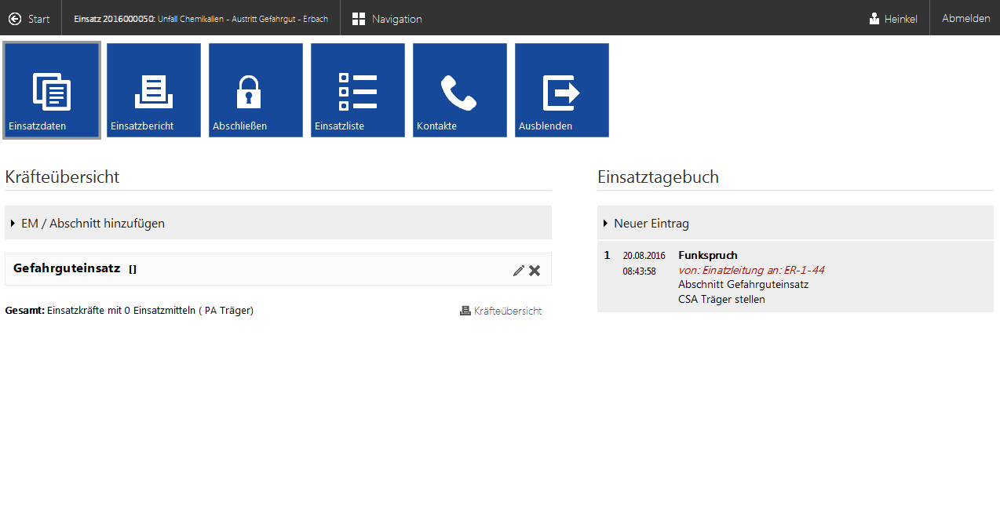 Start
Einsatz 2016000050: Unfall Chemikalien - Austritt Gefahrgut - Erbach
Navigation
Heinkel
Abmelden
Einsatzdaten
Einsatzbericht
Abschließen
Einsatzliste
Kontakte
Ausblenden
Kräfteübersicht
EM / Abschnitt hinzufügen
Gefahrguteinsatz []
Gesamt: Einsatzkräfte mit 0 Einsatzmitteln ( PA Träger)
Kräfteübersicht
Einsatztagebuch
Neuer Eintrag
1 20.08.2016 Funkspruch
08:43:58 von: Einatzleitung an: ER-1-44
Abschnitt Gefahrguteinsatz
CSA Träger stellen